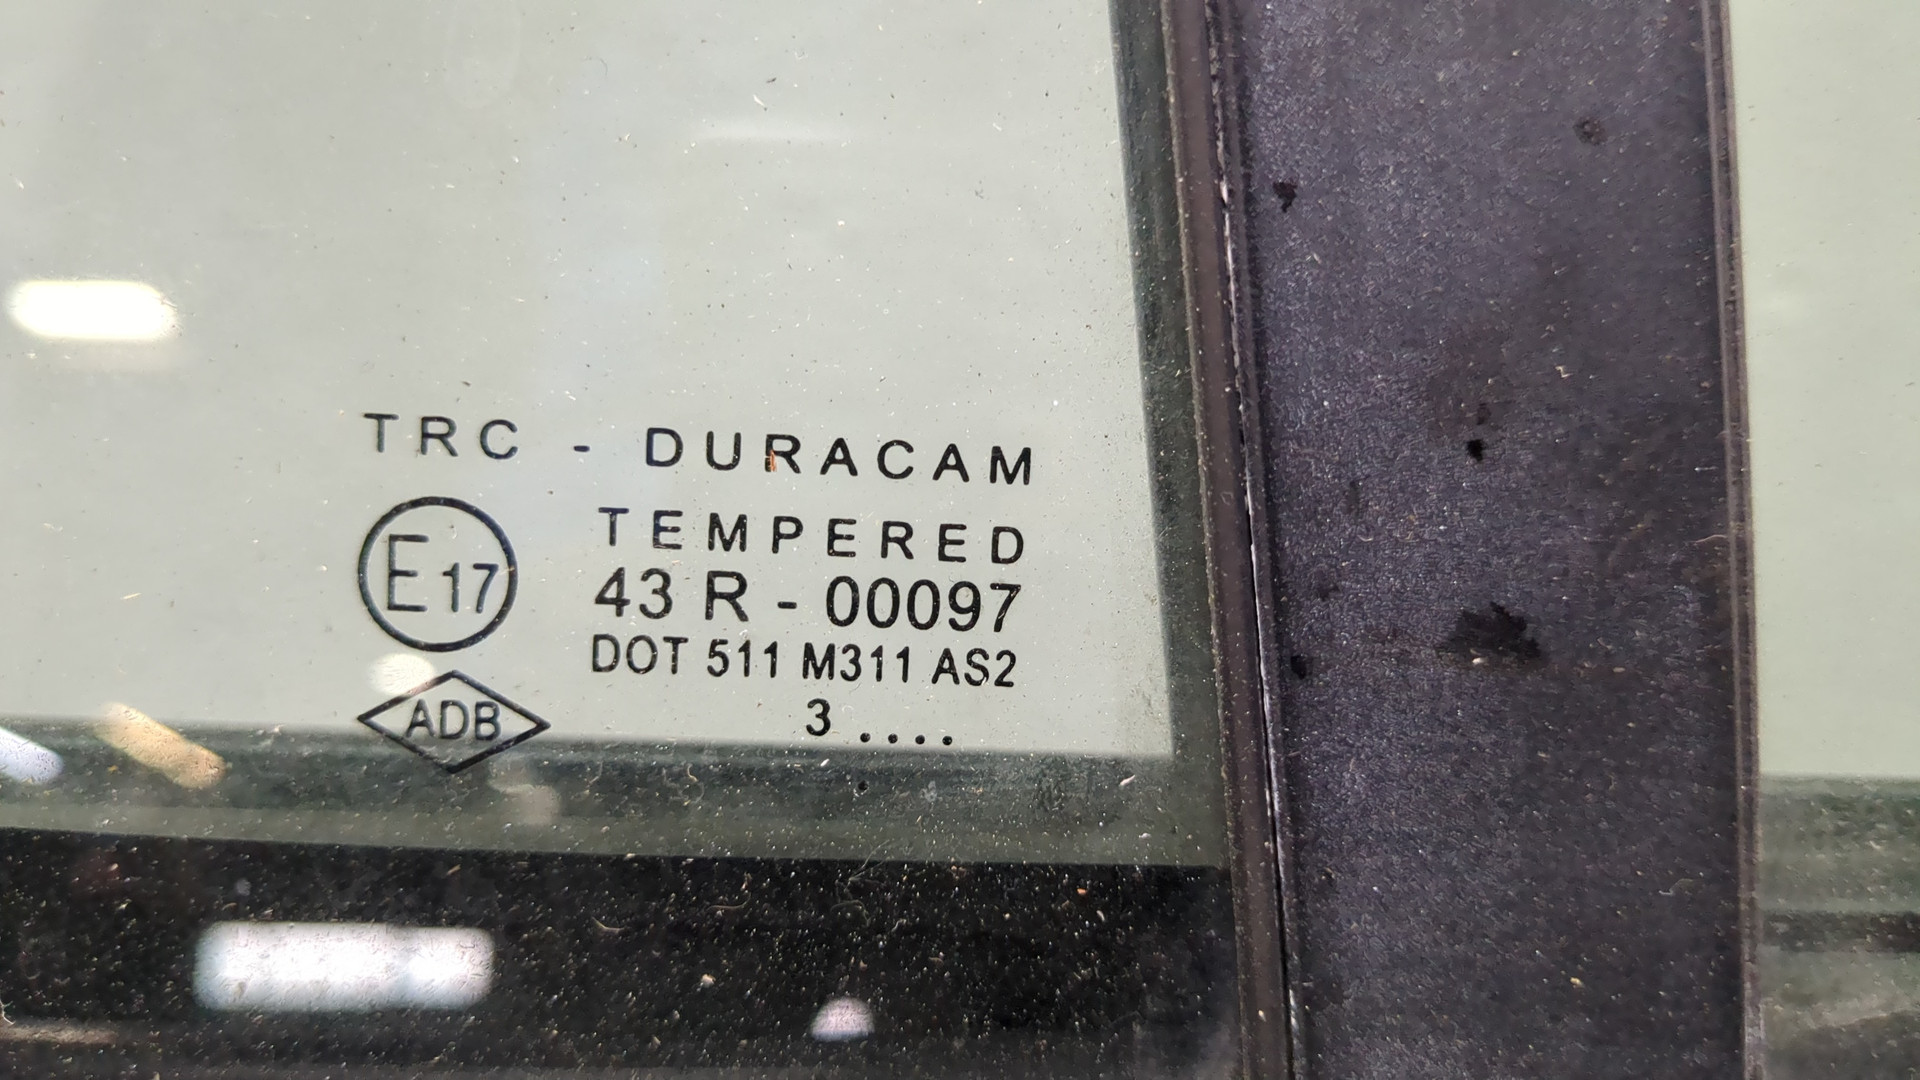 TRC - DURACAM
TEMPERED
E 17
43 R - 00097
DOT 511 M311 AS2
ADB
3 ....